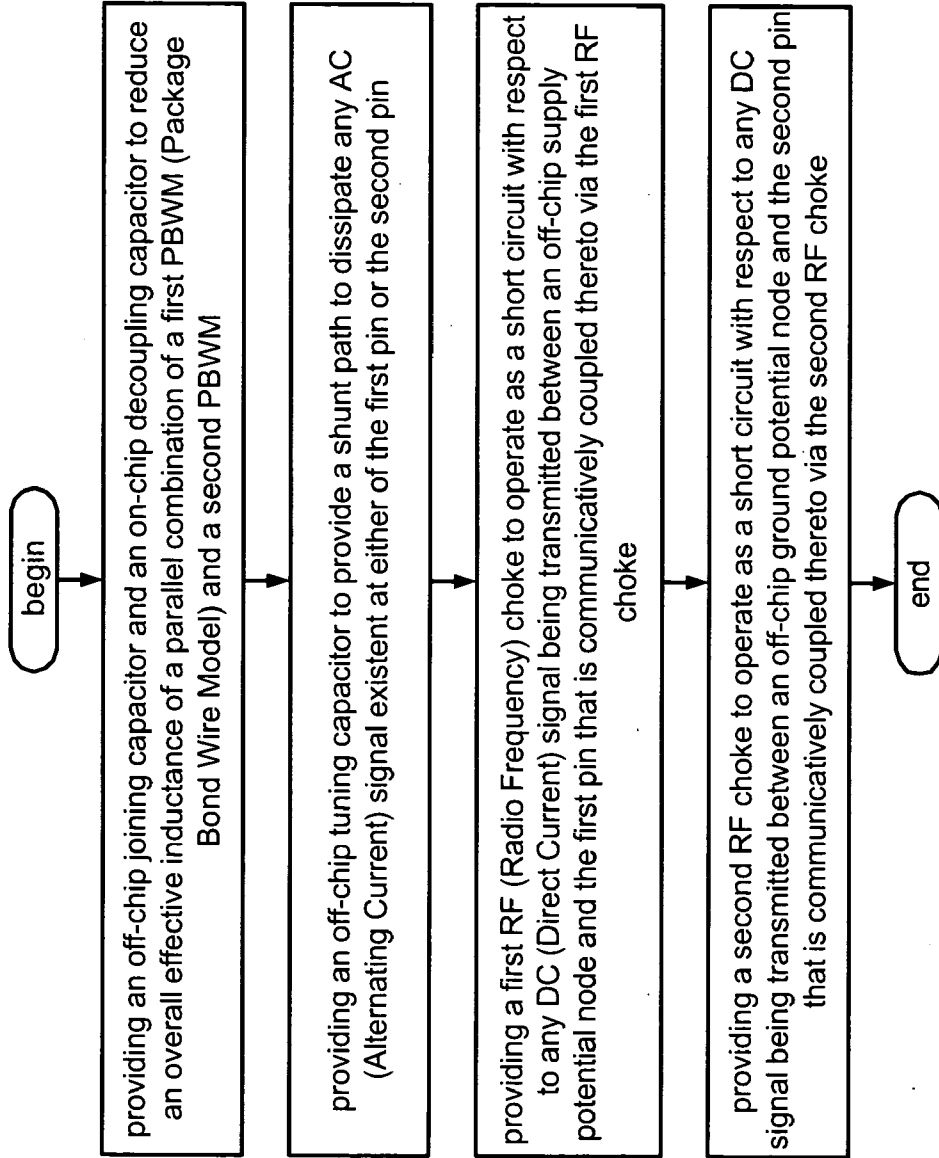 begin
providing an off-chip joining capacitor and an on-chip decoupling capacitor to reduce
an overall effective inductance of a parallel combination of a first PBWM (Package
Bond Wire Model) and a second PBWM
providing an off-chip tuning capacitor to provide a shunt path to dissipate any AC
(Alternating Current) signal existent at either of the first pin or the second pin
providing a first RF (Radio Frequency) choke to operate as a short circuit with respect
to any DC (Direct Current) signal being transmitted between an off-chip supply
potential node and the first pin that is communicatively coupled thereto via the first RF
choke
providing a second RF choke to operate as a short circuit with respect to any DC
signal being transmitted between an off-chip ground potential node and the second pin
that is communicatively coupled thereto via the second RF choke
end